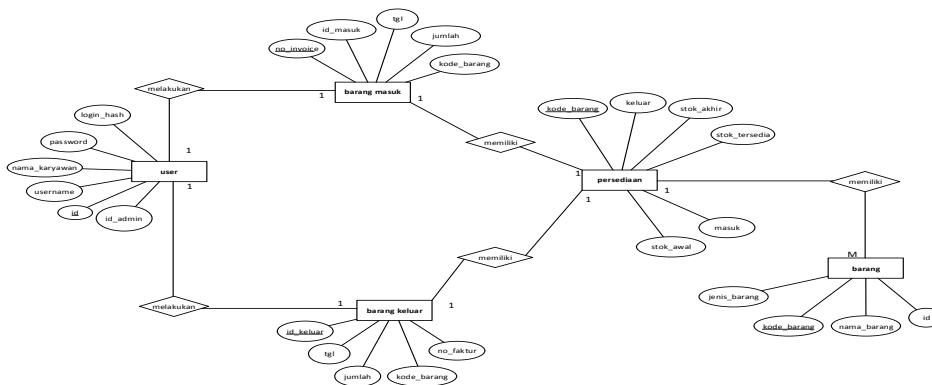 tgl
id_masuk
jumlah
no_invoice
kode_barang
melakukan
barang masuk
1
1
login_hash
kode_barang
keluar
stok_akhir
stok_tersedia
password
1
memiliki
nama_karyawan
user
1
persediaan
memiliki
username
1
1
1
id
id_admin
masuk
stok_awal
memiliki
M
barang
jenis_barang
melakukan
1
barang keluar
1
kode_barang
nama_barang
id
id_keluar
tgl
no_faktur
jumlah
kode_barang